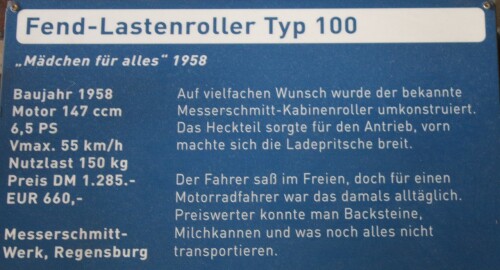 Fend-Lastenroller Typ 100
„Mädchen für alles" 1958
Baujahr 1958
Motor 147 ccm
6,5 PS
Vmax. 55 km/h
Nutzlast 150 kg
Preis DM 1.285.-
EUR 660,-
Messerschmitt-
Werk, Regensburg
Auf vielfachen Wunsch wurde der bekannte
Messerschmitt-Kabinenroller umkonstruiert.
Das Heckteil sorgte für den Antrieb, vorn
machte sich die Ladepritsche breit.
Der Fahrer saß im Freien, doch für einen
Motorradfahrer war das damals alltäglich.
Preiswerter konnte man Backsteine,
Milchkannen und was noch alles nicht
transportieren.